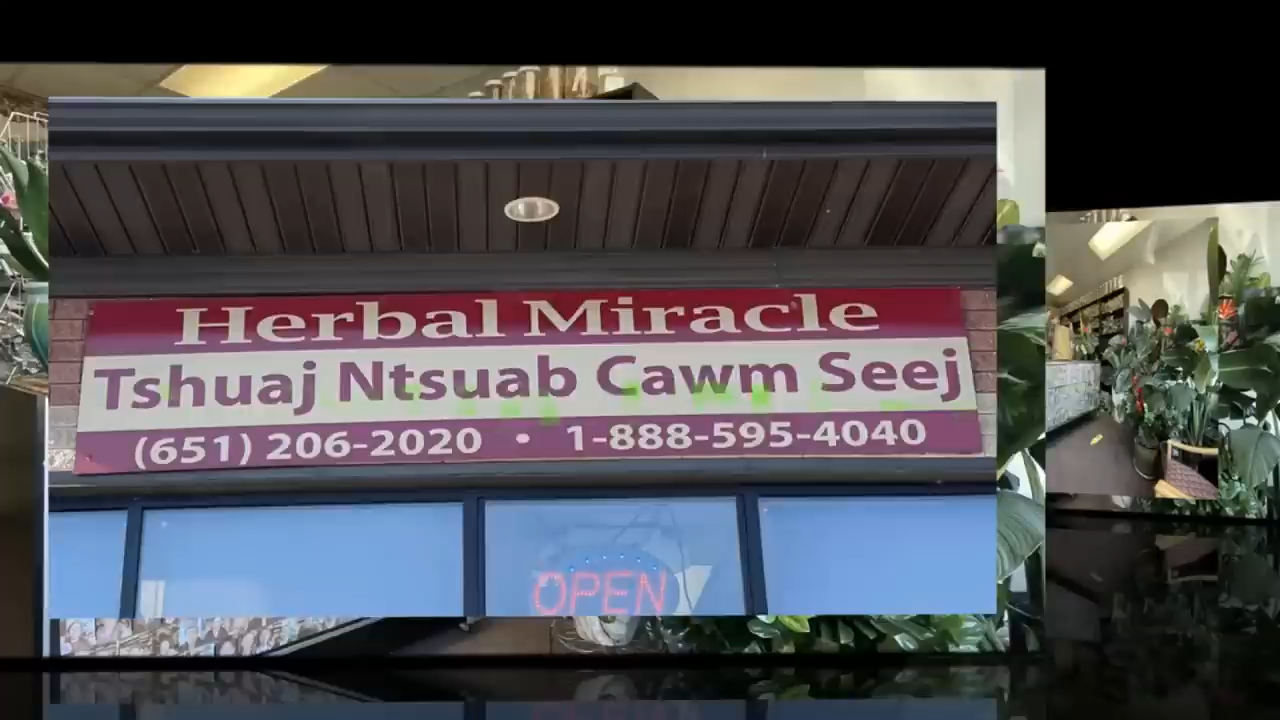 Herbal Miracle
Tshuaj Ntsuab Cawm Seej
(651) 206-2020 • 1-888-595-4040
OPEN